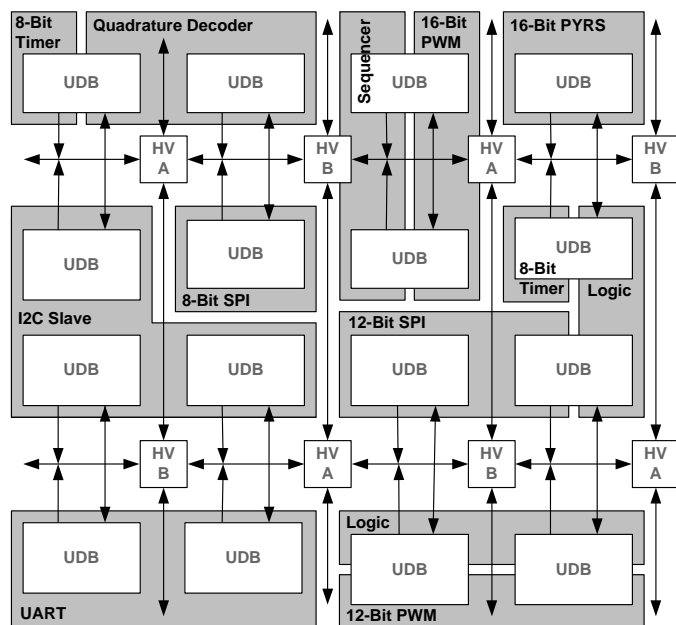 8-Bit
Timer
Quadrature Decoder
Sequencer
16-Bit
PWM
16-Bit PYRS
UDB
UDB
UDB
UDB
HV
A
HV
B
HV
A
HV
B
UDB
UDB
UDB
UDB
8-Bit SPI
8-Bit
Timer
Logic
I2C Slave
12-Bit SPI
UDB
UDB
UDB
UDB
HV
B
HV
A
HV
B
HV
A
Logic
UDB
UDB
UDB
UDB
UART
12-Bit PWM